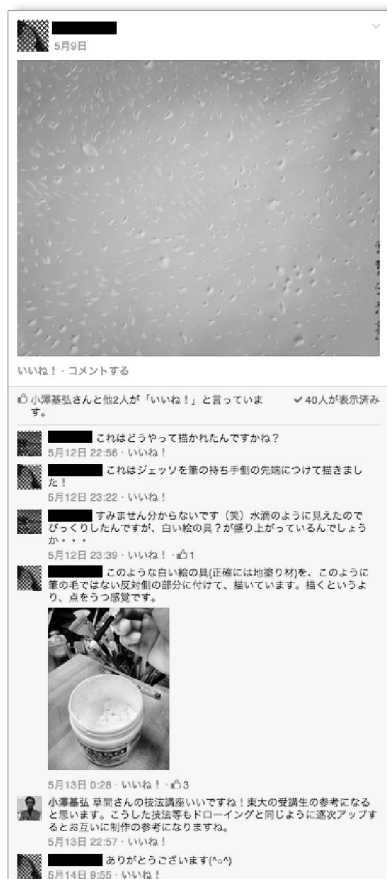 5月9日
いいね!・コメントする
小澤基弘さんと他2人が「いいね!」と言っていま
す。
40人が表示済み
これはどうやって描かれたんですかね?
5月12日 22:56・いいね!
これはジェッソを筆の持ち手側の先端につけて描きまし
た!
5月12日 23:22・いいね!
すみません分からないです(笑)水滴のように見えたので
びっくりしたんですが、白い絵の具?が盛り上がっているんでしょう
か・・・
5月12日 23:39・いいね!・1
このような白い絵の具(正確には地塗り材)を、このように
筆の毛ではない反対側の部分に付けて、描いています。描くというよ
り、点をうつ感覚です。
5月13日 0:28・いいね!・3
小澤基弘 草間さんの技法講座いいですね!東大の受講生の参考になる
と思います。こうした技法等もドローイングと同じように逐次アップす
るとお互いに制作の参考になりますね。
5月13日 22:57・いいね!
ありがとうございます(^○^)
5月14日 9:55・いいね!